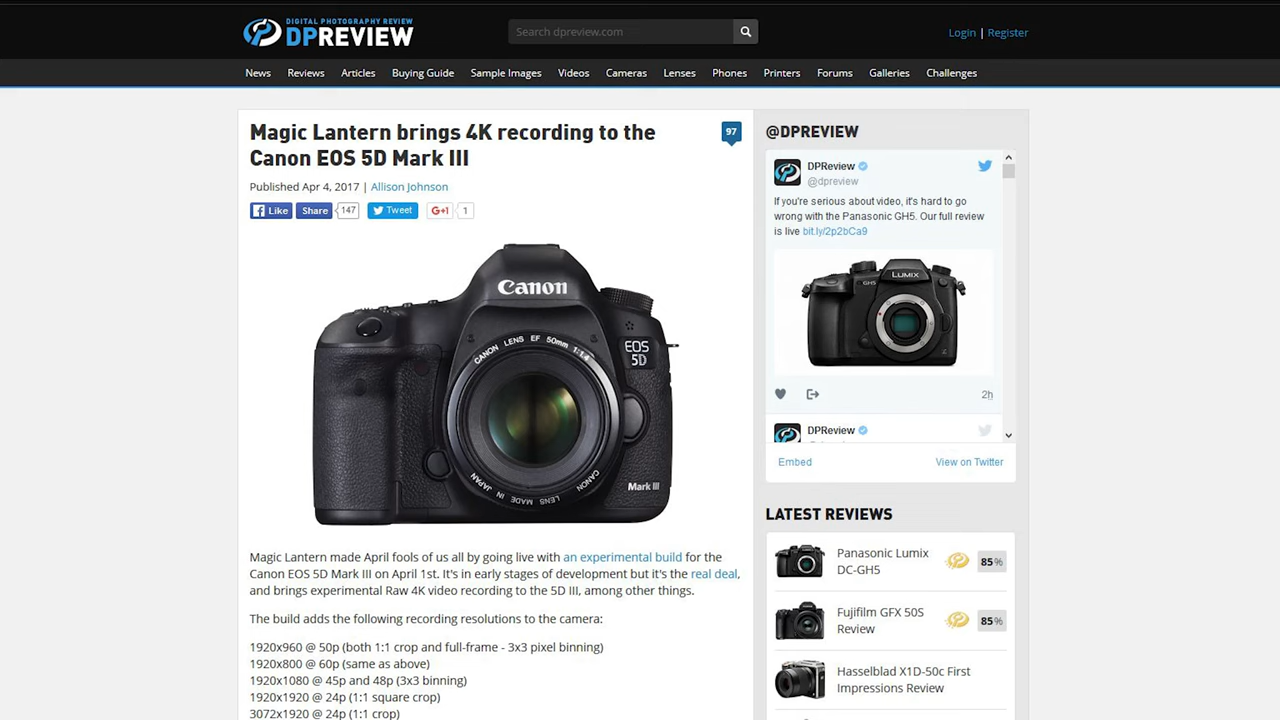 DIGITAL PHOTOGRAPHY REVIEW
DPREVIEW
Search dpreview.com
Login | Register
News Reviews Articles Buying Guide Sample Images Videos Cameras Lenses Phones Printers Forums Galleries Challenges
Magic Lantern brings 4K recording to the
Canon EOS 5D Mark III
97
Published Apr 4, 2017 | Allison Johnson
Like Share 147 Tweet G+1 1
Canon
CANON LENS EF 50mm 1:1.4
EOS
5D
CANON LENS MADE IN JAPAN
Mark III
Magic Lantern made April fools of us all by going live with an experimental build for the
Canon EOS 5D Mark III on April 1st. It's in early stages of development but it's the real deal,
and brings experimental Raw 4K video recording to the 5D III, among other things.
The build adds the following recording resolutions to the camera:
1920x960 @ 50p (both 1:1 crop and full-frame - 3x3 pixel binning)
1920x800 @ 60p (same as above)
1920x1080 @ 45p and 48p (3x3 binning)
1920x1920 @ 24p (1:1 square crop)
3072x1920 @ 24p (1:1 crop)
@DPREVIEW
DPReview
@dpreview
If you're serious about video, it's hard to go
wrong with the Panasonic GH5. Our full review
is live bit.ly/2p2bCa9
LUMIX
GH5
2h
DPReview
Embed View on Twitter
LATEST REVIEWS
Panasonic Lumix
DC-GH5
85%
Fujifilm GFX 50S
Review
85%
Hasselblad X1D-50c First
Impressions Review